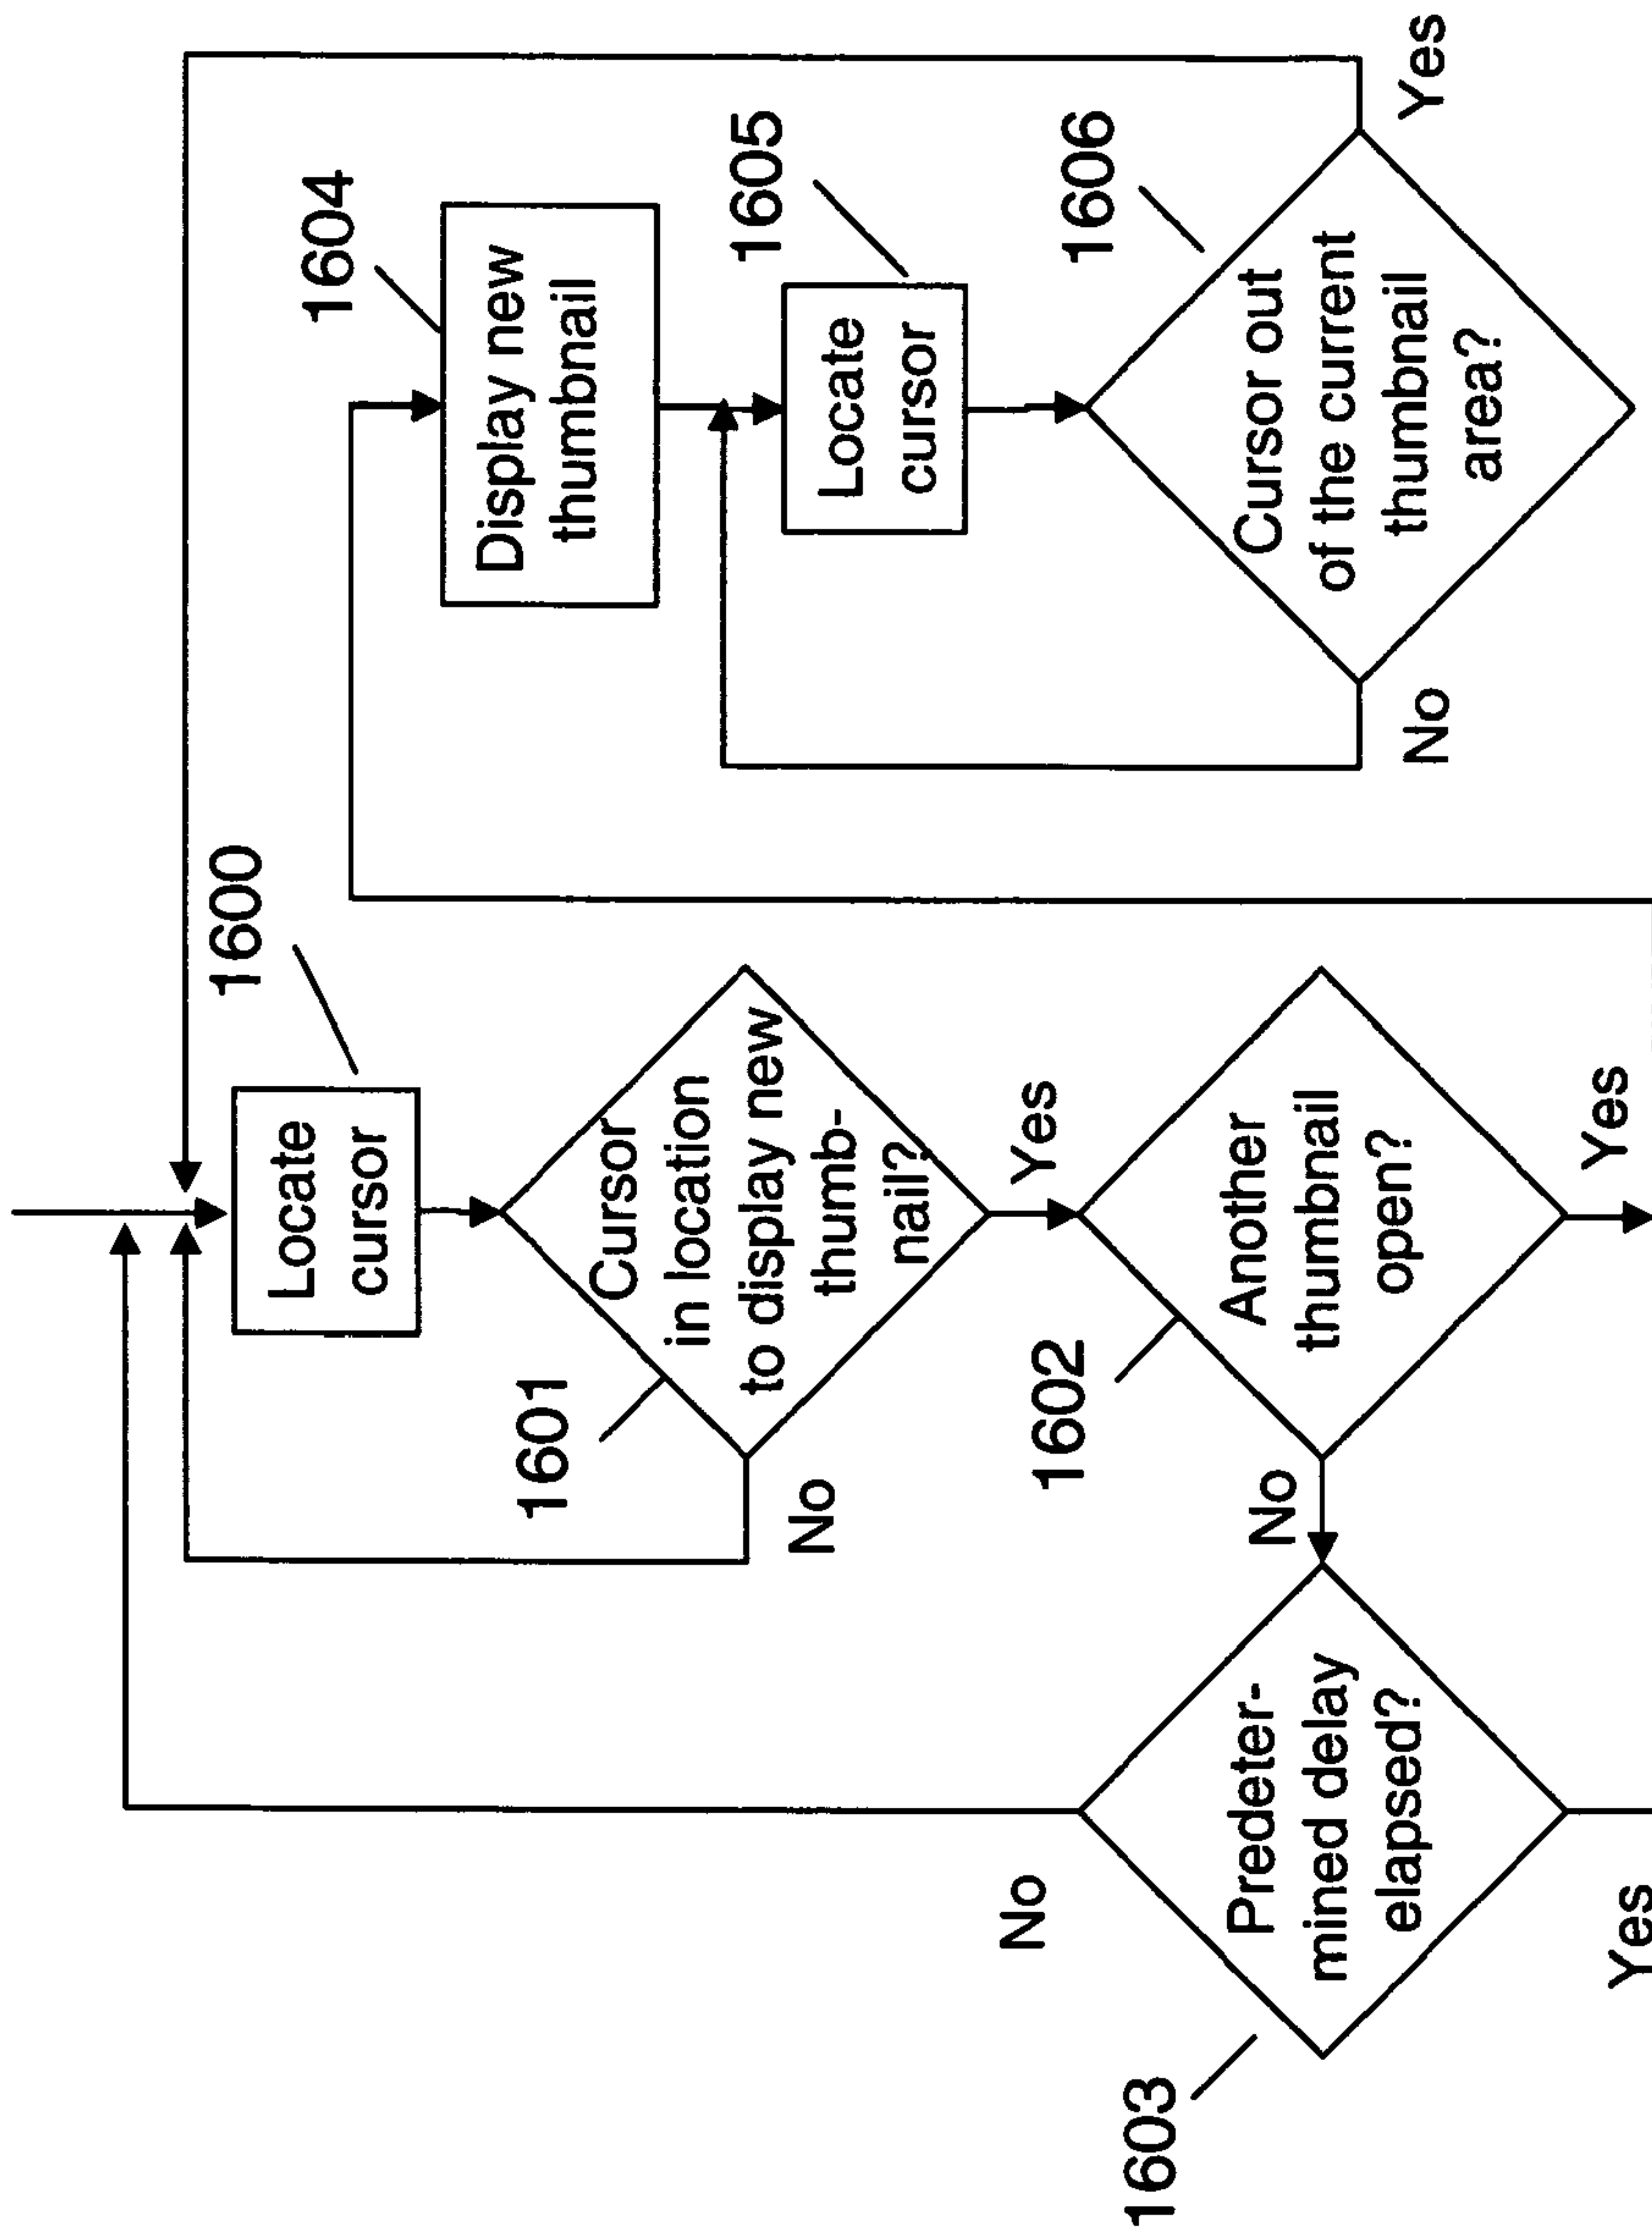 1600
Locate
cursor
1601
Cursor
in location
to display new
thumb-
nail?
No
Yes
1602
Another
thumbnail
open?
No
Yes
1603
Predeter-
mined delay
elapsed?
No
Yes
1604
Display new
thumbnail
1605
Locate
cursor
1606
Cursor out
of the current
thumbnail
area?
No
Yes